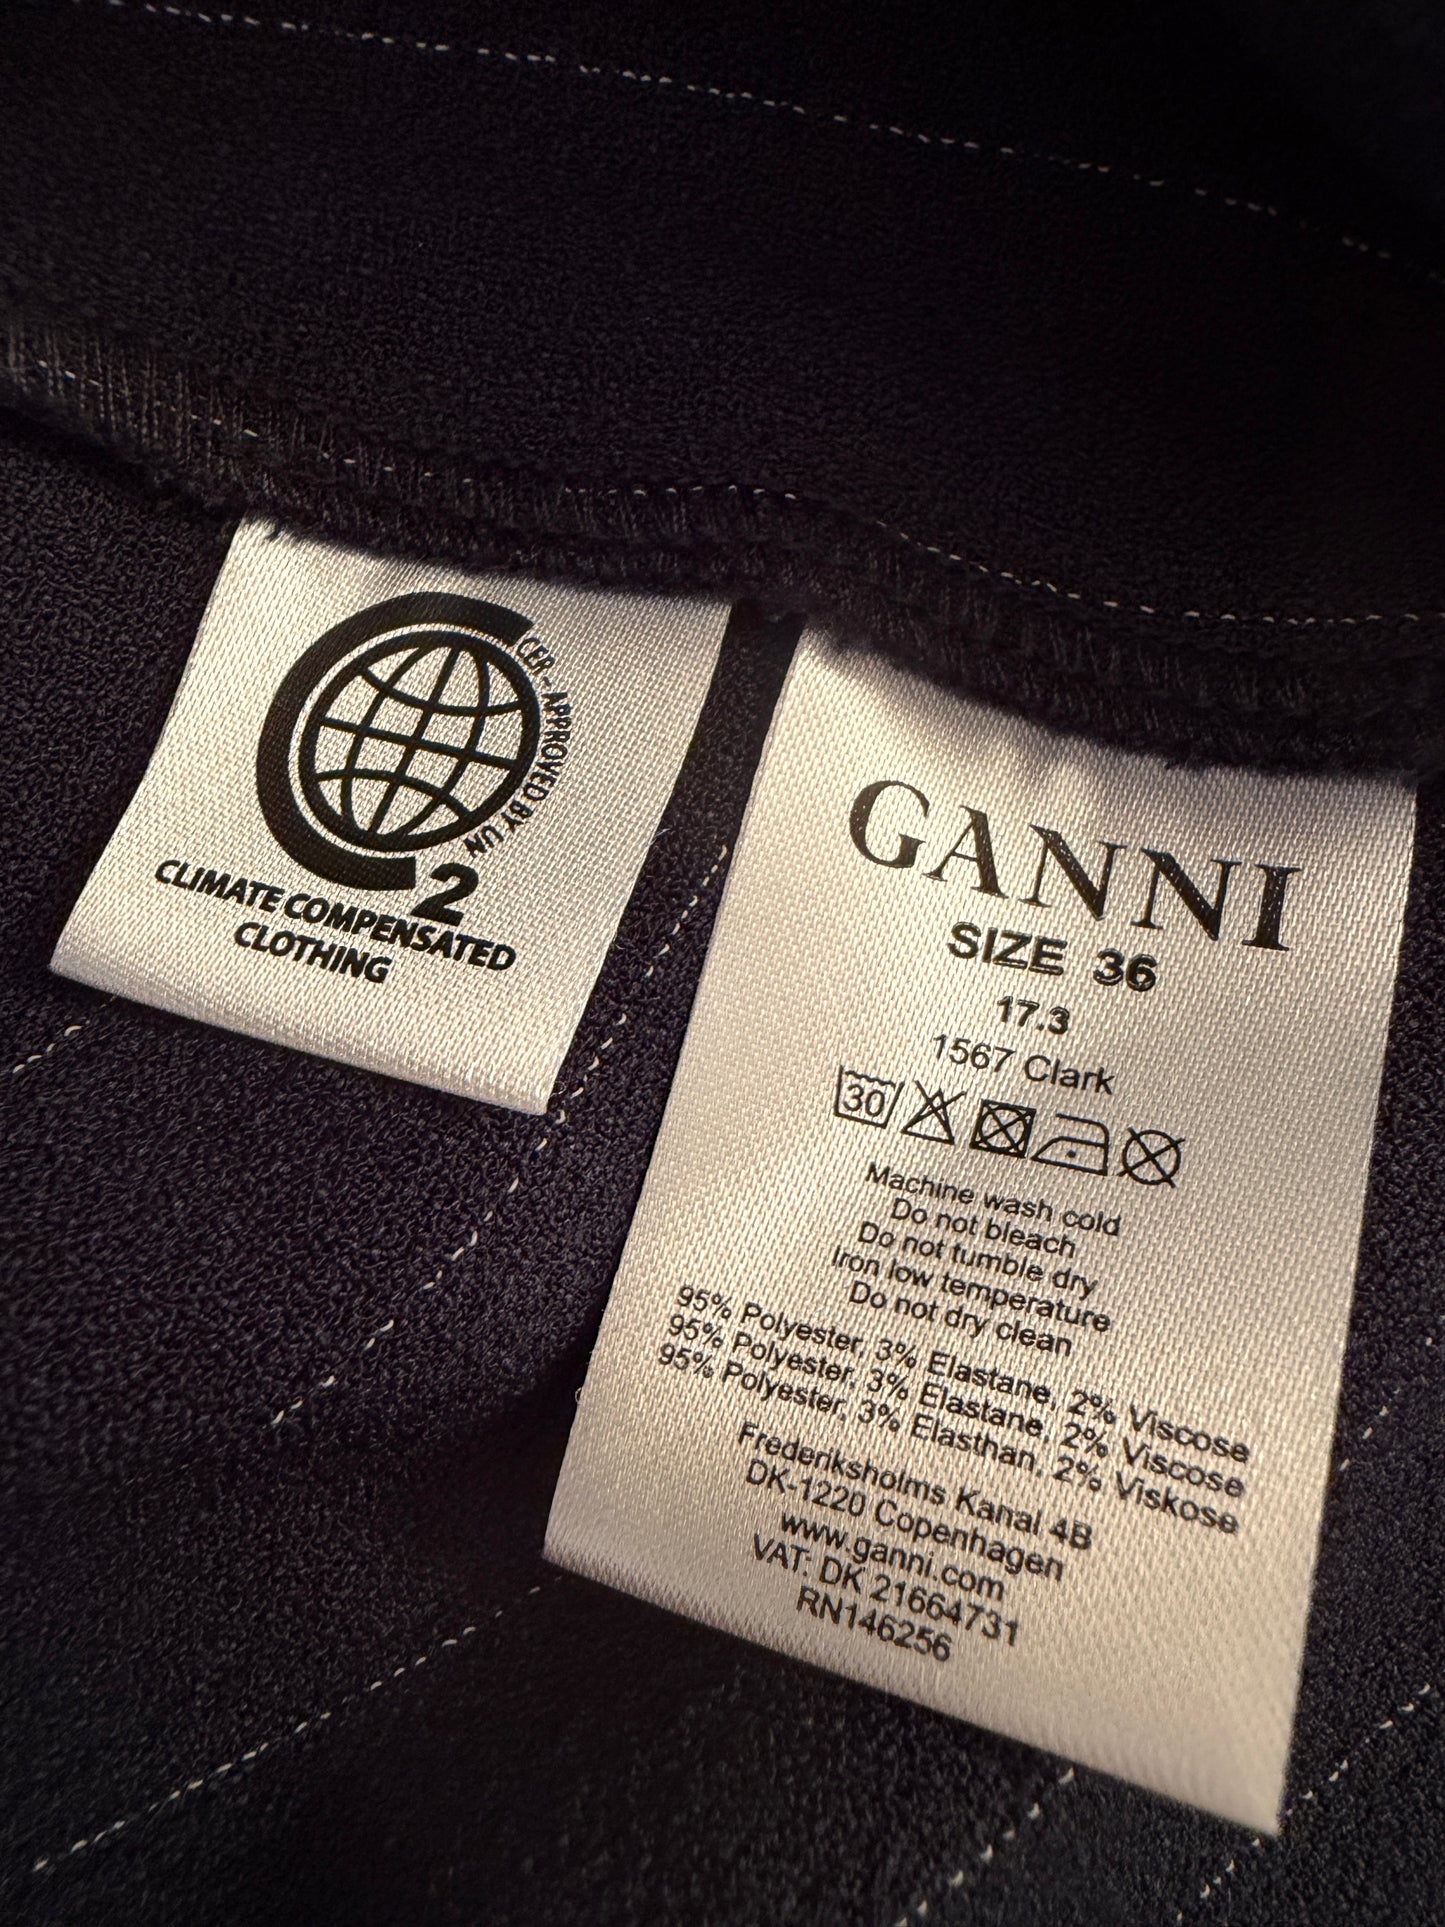 CER-APPROVED BY UN
2
CLIMATE COMPENSATED
CLOTHING
GANNI
SIZE 36
17.3
1567 Clark
30
Machine wash cold
Do not bleach
Do not tumble dry
Iron low temperature
Do not dry clean
95% Polyester, 3% Elastane, 2% Viscose
95% Polyester, 3% Elastane, 2% Viscose
95% Polyester, 3% Elasthan, 2% Viskose
Frederiksholms Kanal 4B
DK-1220 Copenhagen
www.ganni.com
VAT: DK 21664731
RN146256